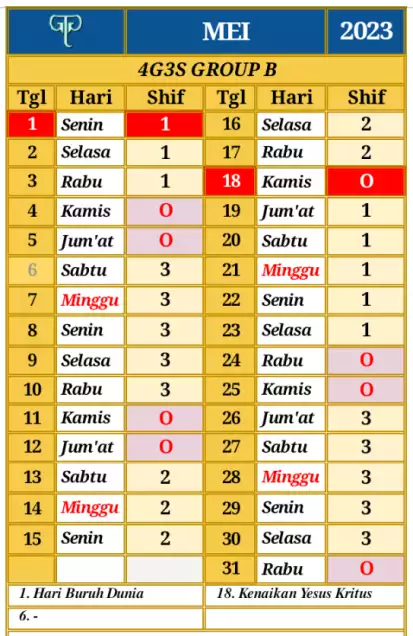 MEI 2023
4G3S GROUP B
Tgl Hari Shif Tgl Hari Shif
1 Senin 1 16 Selasa 2
2 Selasa 1 17 Rabu 2
3 Rabu 1 18 Kamis O
4 Kamis O 19 Jum'at 1
5 Jum'at O 20 Sabtu 1
6 Sabtu 3 21 Minggu 1
7 Minggu 3 22 Senin 1
8 Senin 3 23 Selasa 1
9 Selasa 3 24 Rabu O
10 Rabu 3 25 Kamis O
11 Kamis O 26 Jum'at 3
12 Jum'at O 27 Sabtu 3
13 Sabtu 2 28 Minggu 3
14 Minggu 2 29 Senin 3
15 Senin 2 30 Selasa 3
31 Rabu O
1. Hari Buruh Dunia 18. Kenaikan Yesus Kritus
6. -